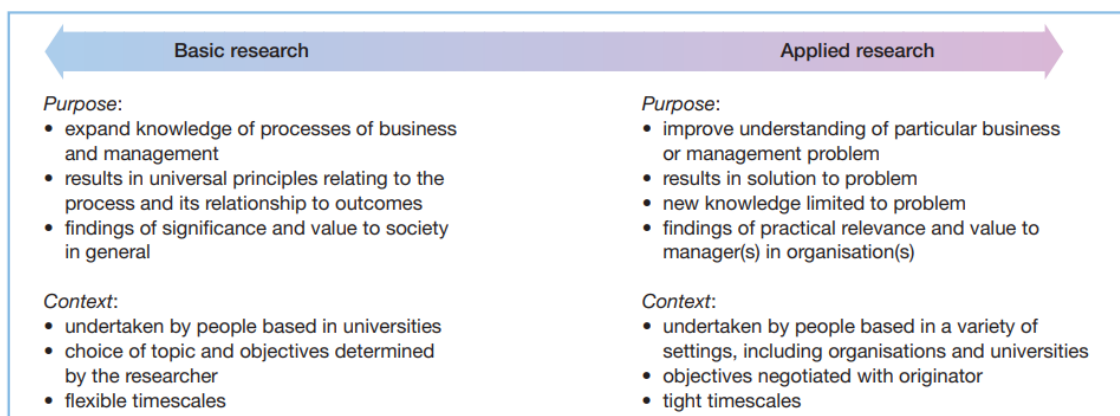 Basic research
Applied research
Purpose:
• expand knowledge of processes of business
and management
• results in universal principles relating to the
process and its relationship to outcomes
• findings of significance and value to society
in general
Context:
• undertaken by people based in universities
• choice of topic and objectives determined
by the researcher
• flexible timescales
Purpose:
• improve understanding of particular business
or management problem
• results in solution to problem
• new knowledge limited to problem
• findings of practical relevance and value to
manager(s) in organisation(s)
Context:
• undertaken by people based in a variety of
settings, including organisations and universities
• objectives negotiated with originator
• tight timescales